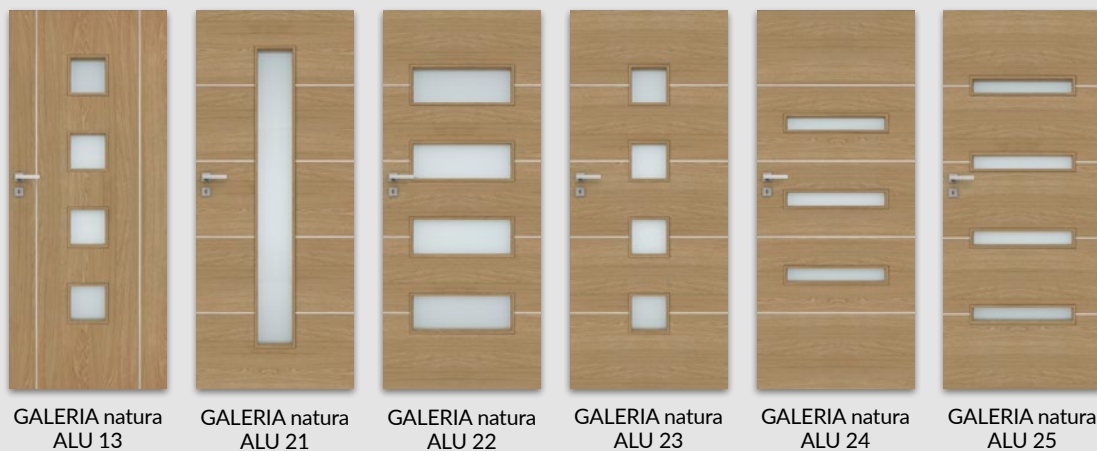 GALERIA natura
ALU 13
GALERIA natura
ALU 21
GALERIA natura
ALU 22
GALERIA natura
ALU 23
GALERIA natura
ALU 24
GALERIA natura
ALU 25